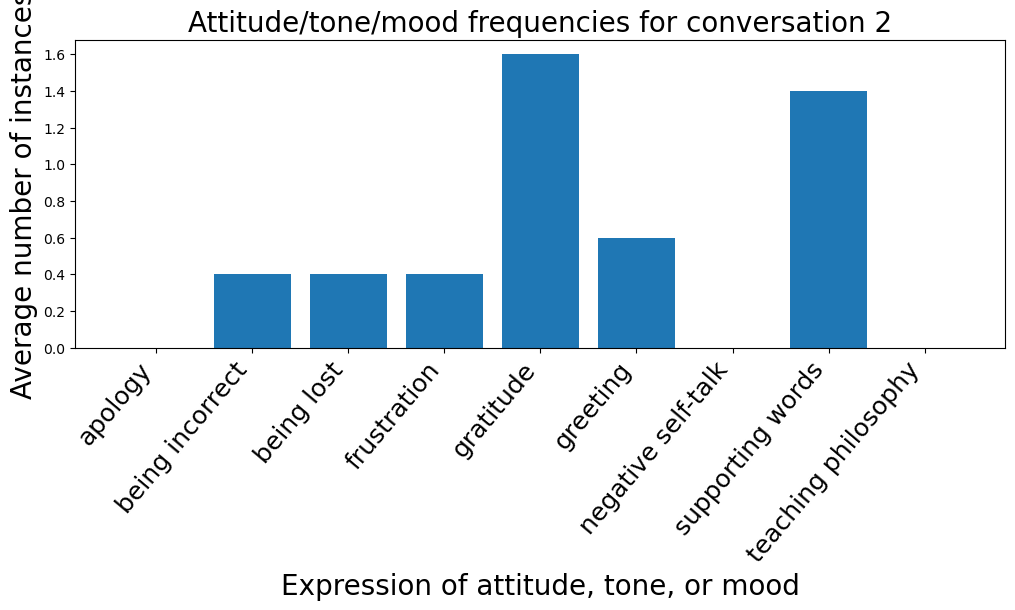 Attitude/tone/mood frequencies for conversation 2
Average number of instances
1.6
1.4
1.2
1.0
0.8
0.6
0.4
0.2
0.0
apology
being incorrect
being lost
frustration
gratitude
greeting
negative self-talk
supporting words
teaching philosophy
Expression of attitude, tone, or mood